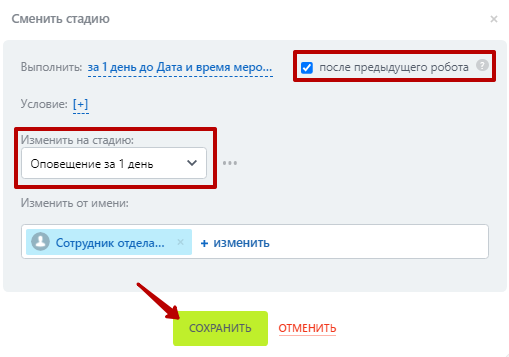 Сменить стадию
Выполнить: за 1 день до Дата и время меро... после предыдущего робота ?
Условие: [+]
Изменить на стадию:
Оповещение за 1 день
Изменить от имени:
Сотрудник отдела... × + изменить
СОХРАНИТЬ ОТМЕНИТЬ